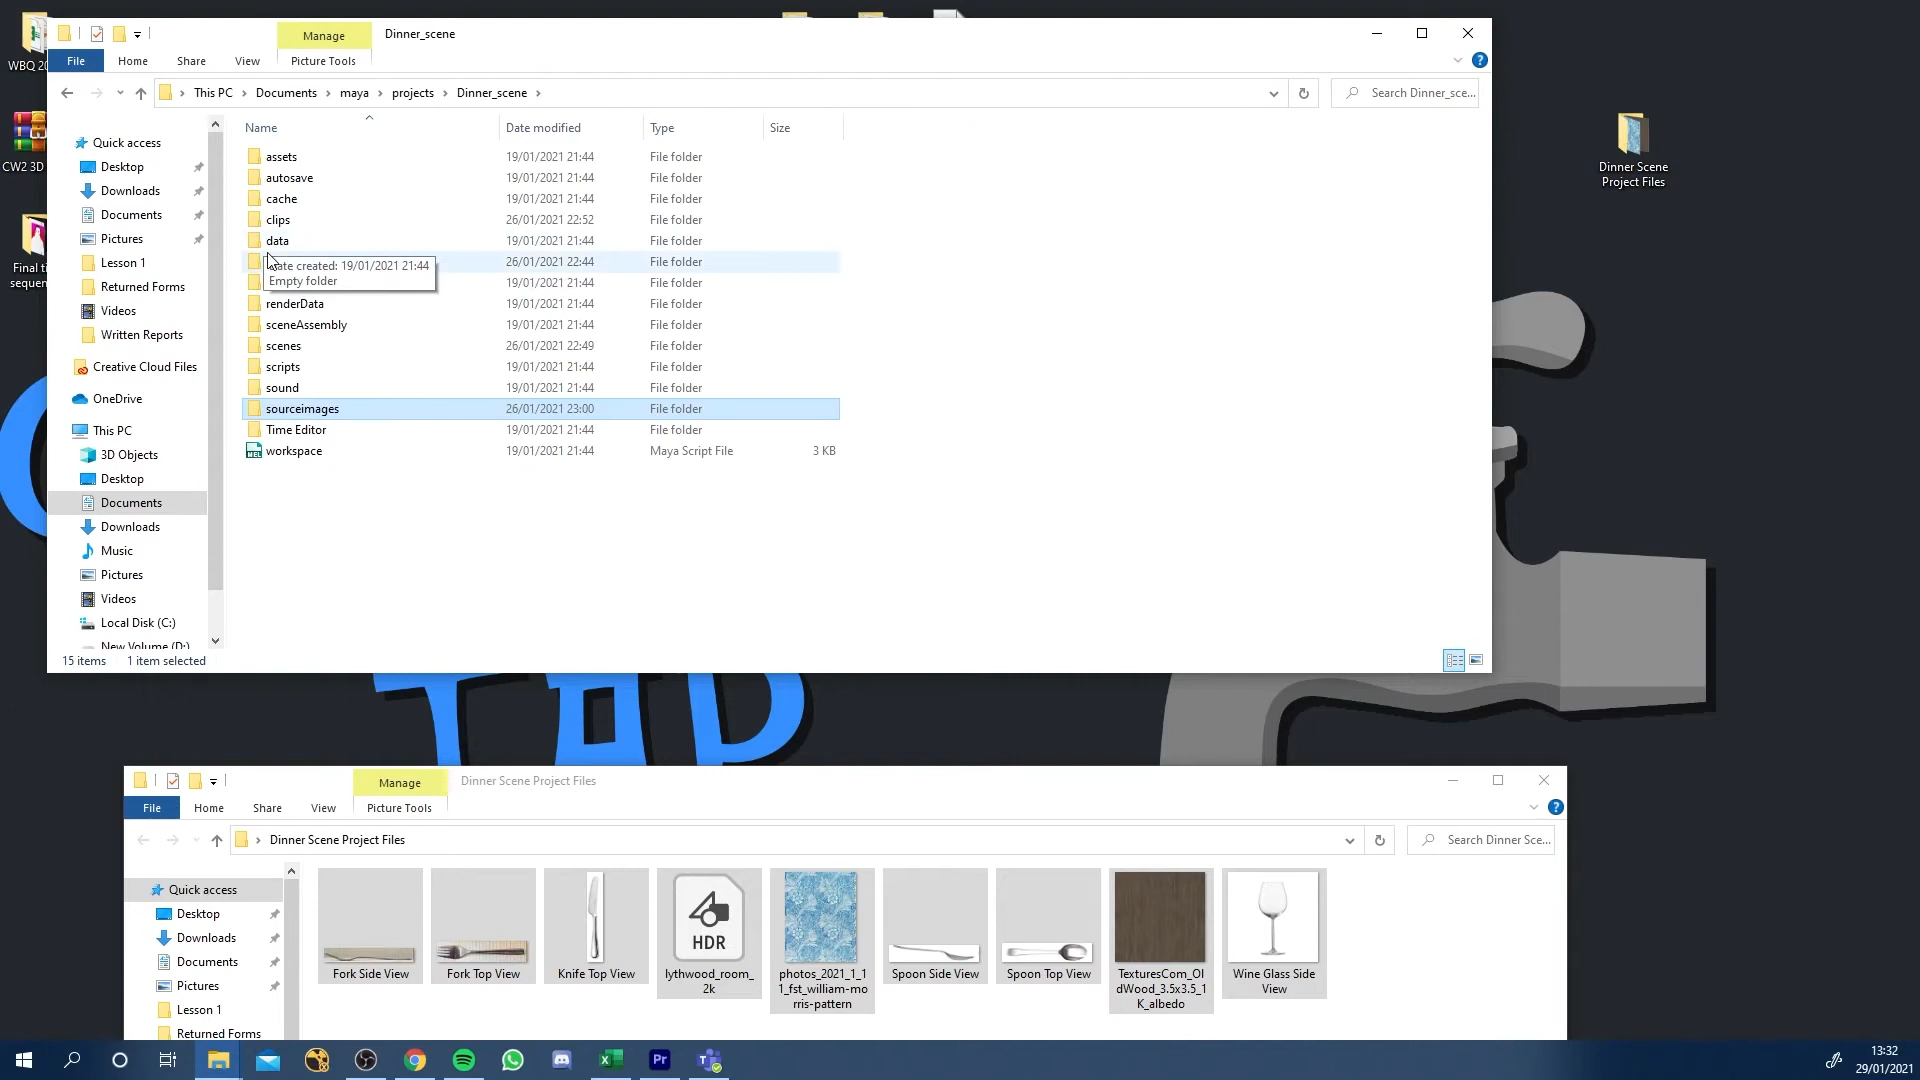 WBQ 20
CW2 3D
Final ti
sequen
Manage
Dinner_scene
File
Home
Share
View
Picture Tools
This PC
Documents
maya
projects
Dinner_scene
Search Dinner_sce...
Name
Date modified
Type
Size
Quick access
Desktop
Downloads
Documents
Pictures
Lesson 1
Returned Forms
Videos
Written Reports
Creative Cloud Files
OneDrive
This PC
3D Objects
Desktop
Documents
Downloads
Music
Pictures
Videos
Local Disk (C:)
New Volume (D:)
assets 19/01/2021 21:44 File folder
autosave 19/01/2021 21:44 File folder
cache 19/01/2021 21:44 File folder
clips 26/01/2021 22:52 File folder
data 19/01/2021 21:44 File folder
26/01/2021 22:44 File folder
ate created: 19/01/2021 21:44
Empty folder
19/01/2021 21:44 File folder
renderData 19/01/2021 21:44 File folder
sceneAssembly 19/01/2021 21:44 File folder
scenes 26/01/2021 22:49 File folder
scripts 19/01/2021 21:44 File folder
sound 19/01/2021 21:44 File folder
sourceimages 26/01/2021 23:00 File folder
Time Editor 19/01/2021 21:44 File folder
workspace 19/01/2021 21:44 Maya Script File 3 KB
15 items 1 item selected
Dinner Scene
Project Files
Manage
Dinner Scene Project Files
File
Home
Share
View
Picture Tools
Dinner Scene Project Files
Search Dinner Sce...
Quick access
Desktop
Downloads
Documents
Pictures
Lesson 1
Returned Forms
Fork Side View
Fork Top View
Knife Top View
HDR
lythwood_room_
2k
photos_2021_1_1
1_fst_william-mo
rris-pattern
Spoon Side View
Spoon Top View
TexturesCom_Ol
dWood_3.5x3.5_1
K_albedo
Wine Glass Side
View
Pr
13:32
29/01/2021